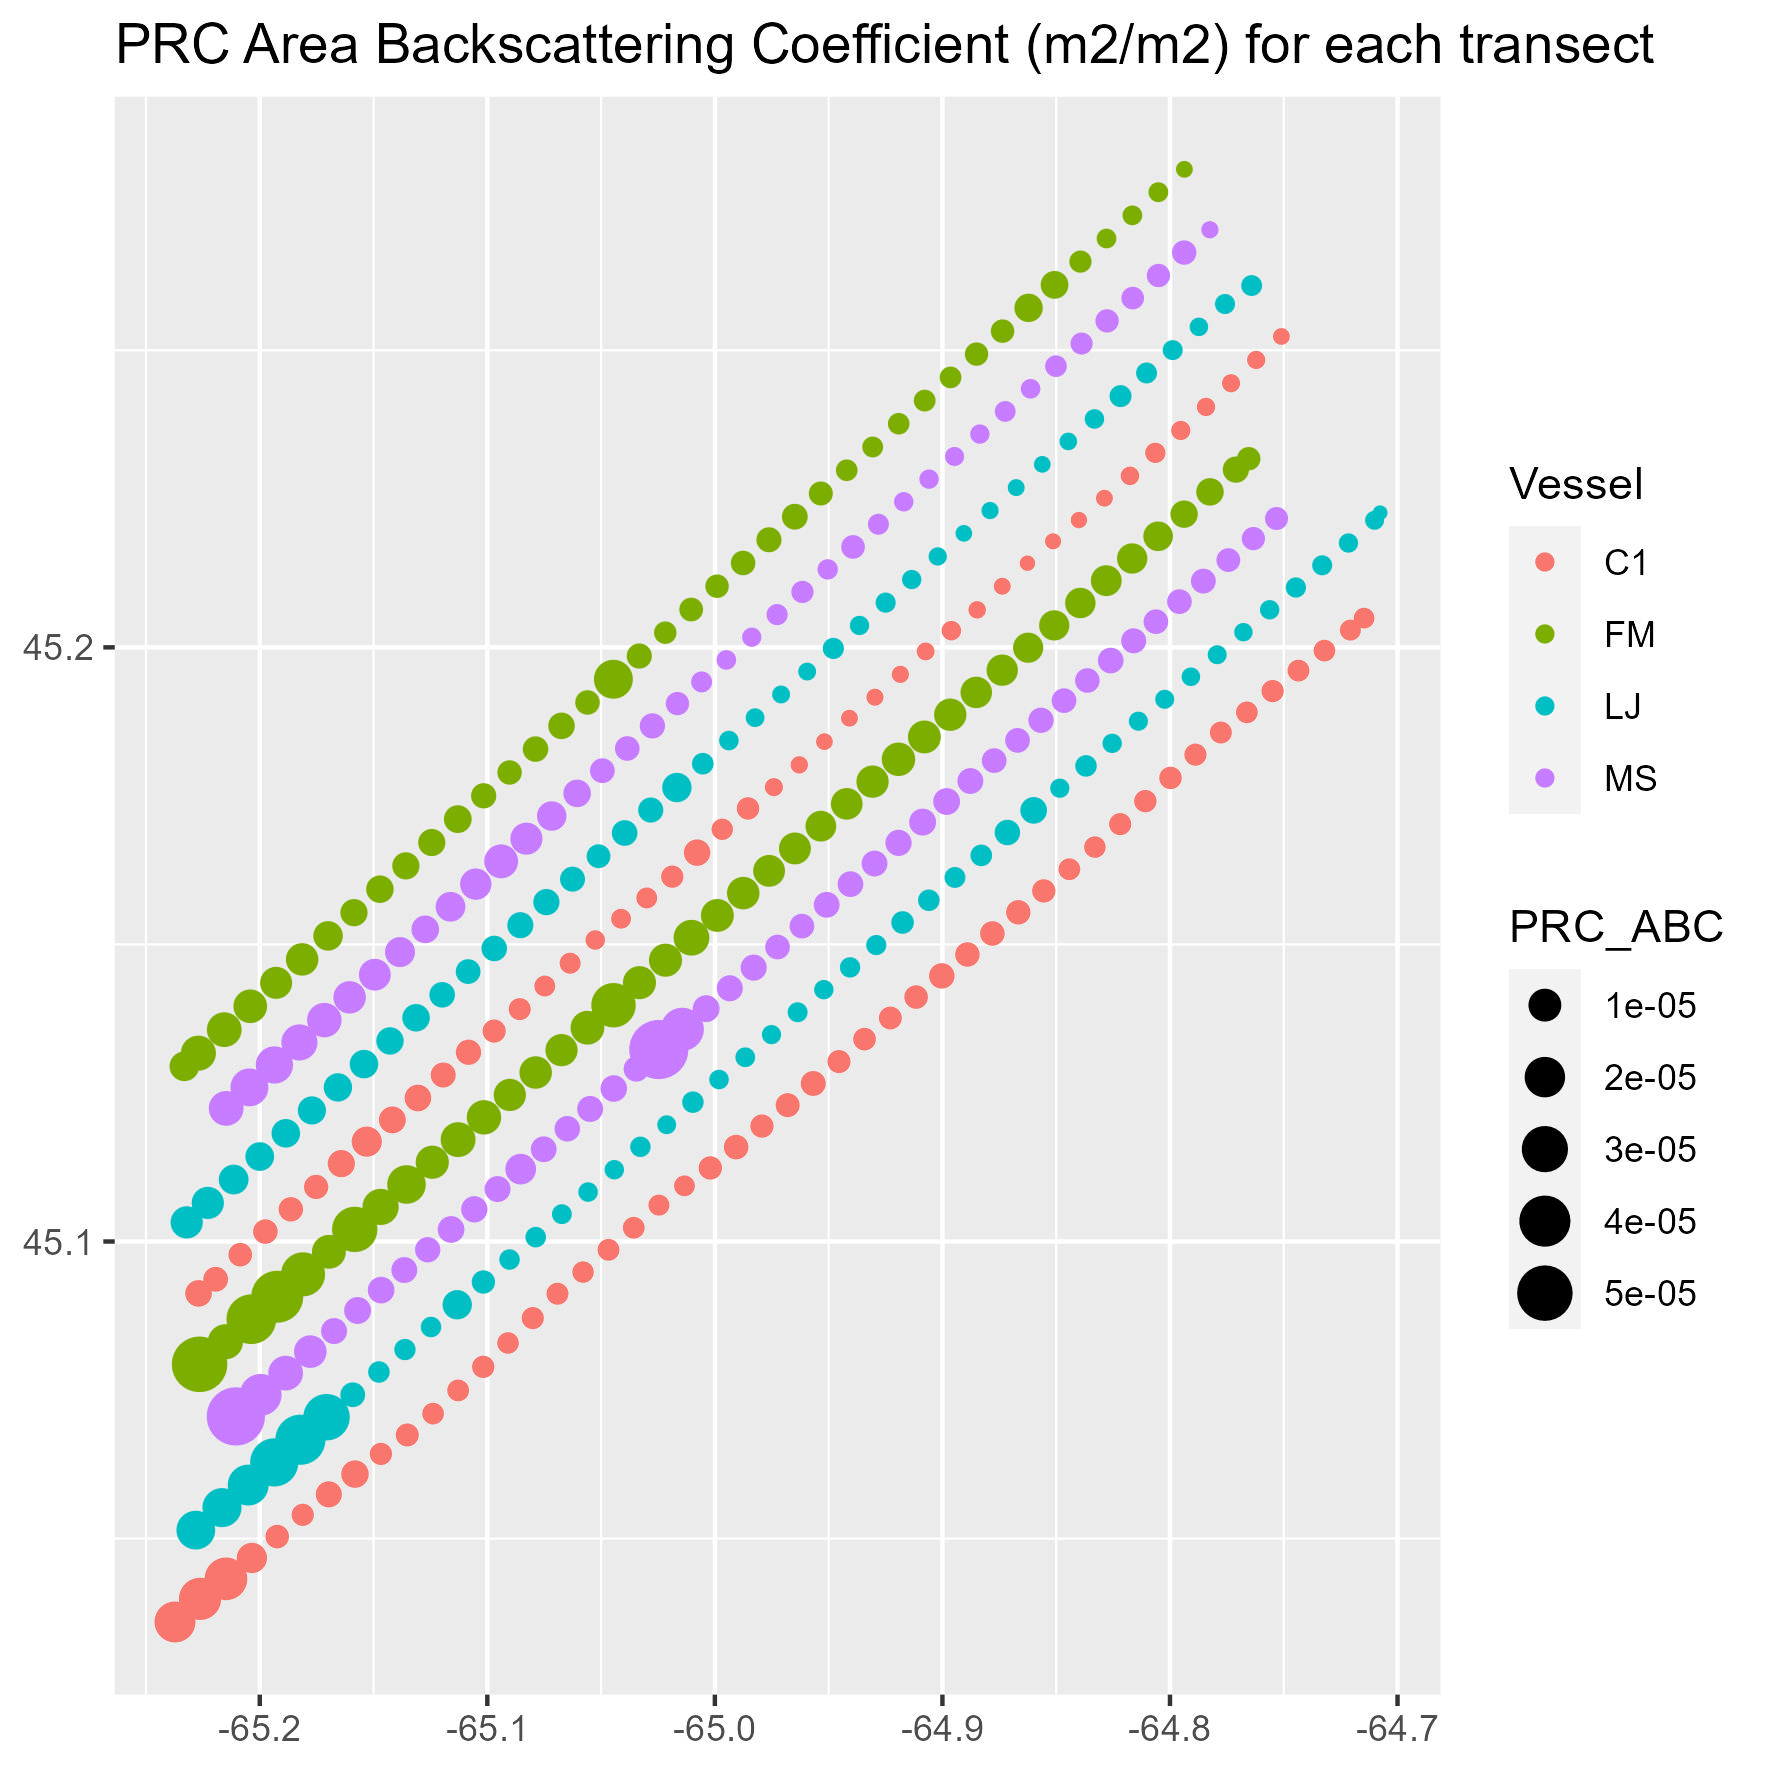 PRC Area Backscattering Coefficient (m2/m2) for each transect
Vessel
C1
FM
LJ
MS
PRC_ABC
1e-05
2e-05
3e-05
4e-05
5e-05
45.2
45.1
-65.2 -65.1 -65.0 -64.9 -64.8 -64.7